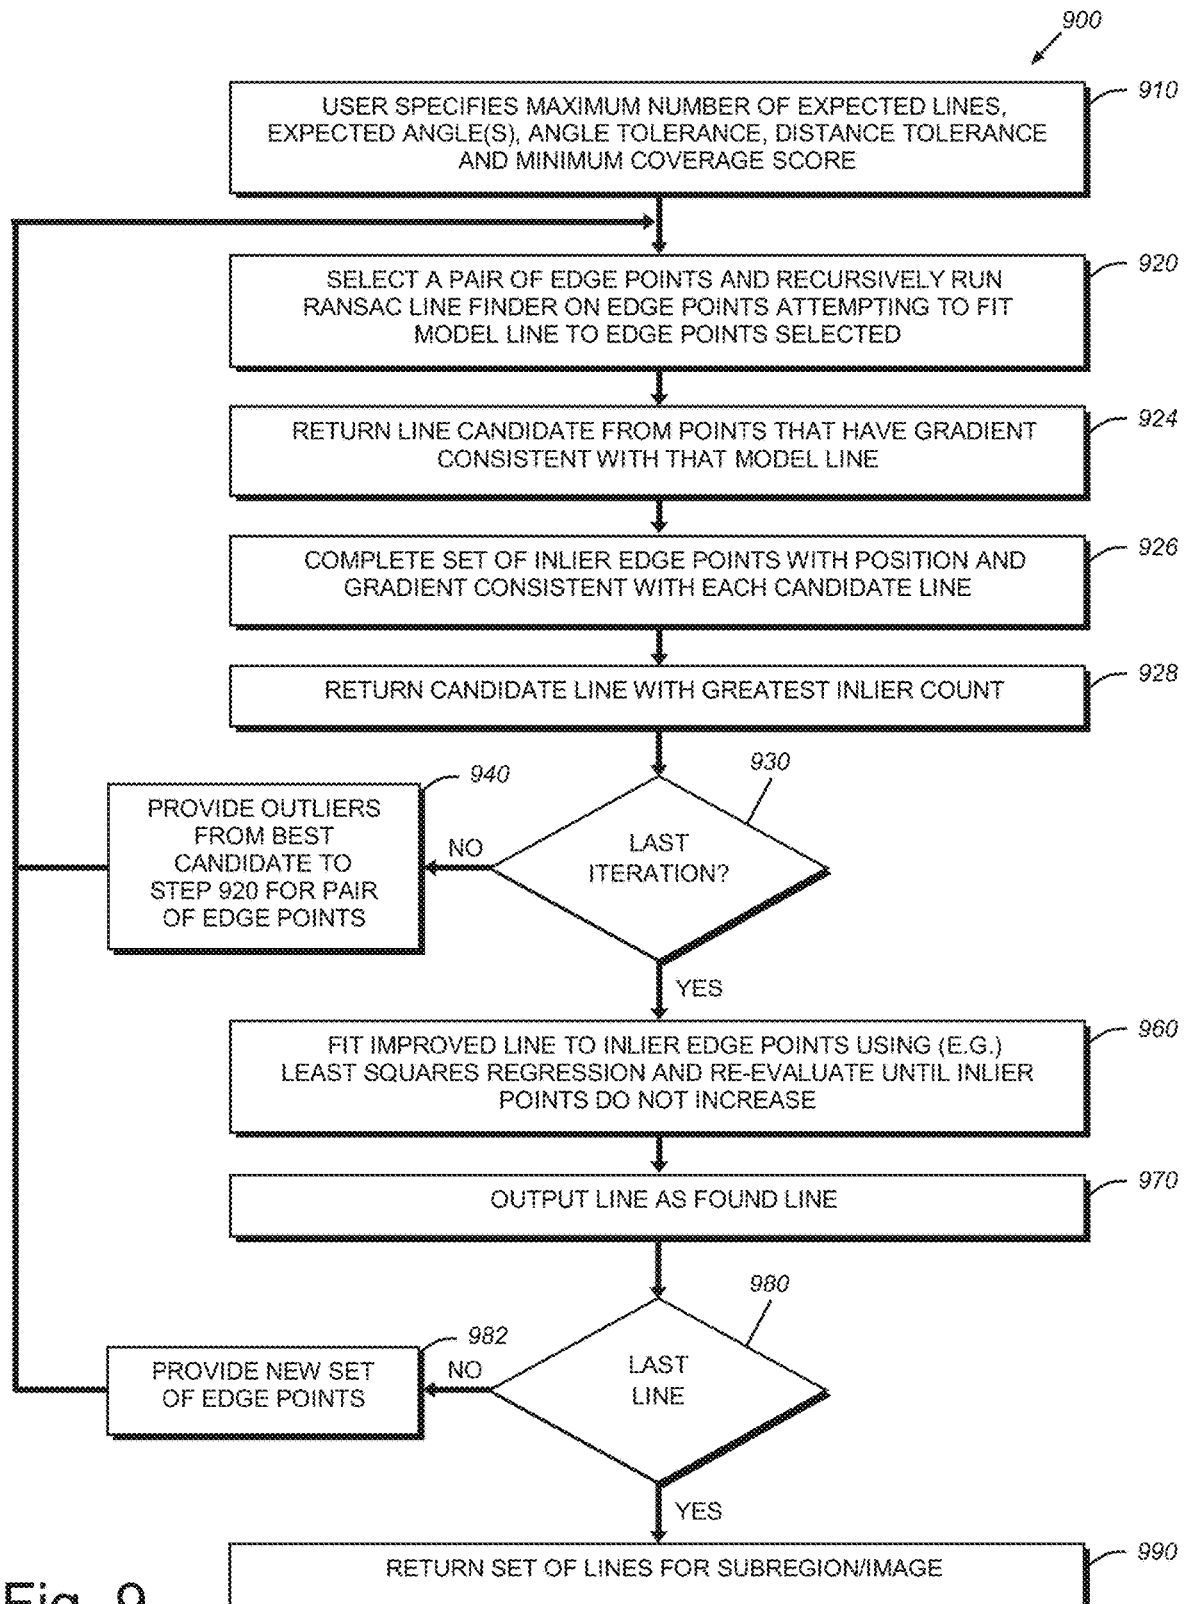 900
910
USER SPECIFIES MAXIMUM NUMBER OF EXPECTED LINES,
EXPECTED ANGLE(S), ANGLE TOLERANCE, DISTANCE TOLERANCE
AND MINIMUM COVERAGE SCORE
920
SELECT A PAIR OF EDGE POINTS AND RECURSIVELY RUN
RANSAC LINE FINDER ON EDGE POINTS ATTEMPTING TO FIT
MODEL LINE TO EDGE POINTS SELECTED
924
RETURN LINE CANDIDATE FROM POINTS THAT HAVE GRADIENT
CONSISTENT WITH THAT MODEL LINE
926
COMPLETE SET OF INLIER EDGE POINTS WITH POSITION AND
GRADIENT CONSISTENT WITH EACH CANDIDATE LINE
928
RETURN CANDIDATE LINE WITH GREATEST INLIER COUNT
930
LAST
ITERATION?
NO
940
PROVIDE OUTLIERS
FROM BEST
CANDIDATE TO
STEP 920 FOR PAIR
OF EDGE POINTS
YES
960
FIT IMPROVED LINE TO INLIER EDGE POINTS USING (E.G.)
LEAST SQUARES REGRESSION AND RE-EVALUATE UNTIL INLIER
POINTS DO NOT INCREASE
970
OUTPUT LINE AS FOUND LINE
980
LAST
LINE
NO
982
PROVIDE NEW SET
OF EDGE POINTS
YES
990
RETURN SET OF LINES FOR SUBREGION/IMAGE
Fig. 9